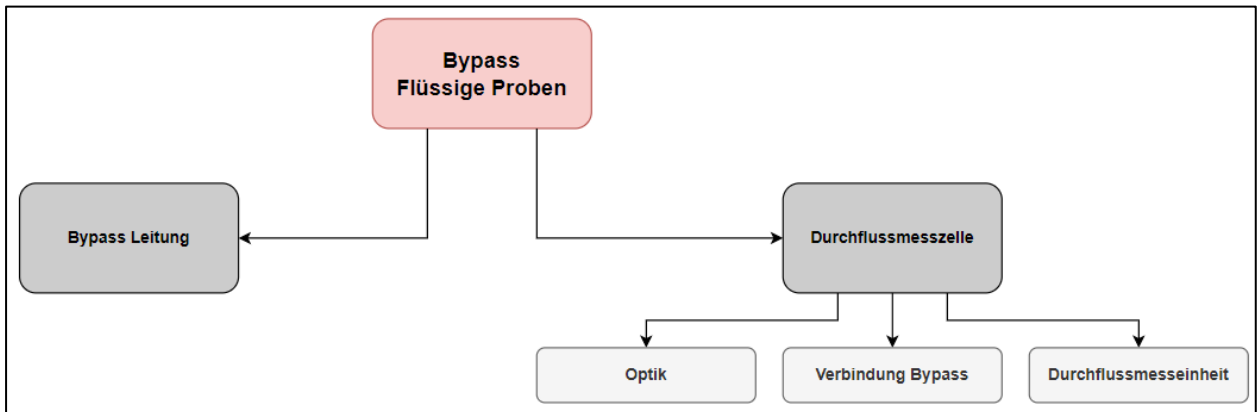 Bypass
Flüssige Proben
Bypass Leitung
Durchflussmesszelle
Optik
Verbindung Bypass
Durchflussmesseinheit